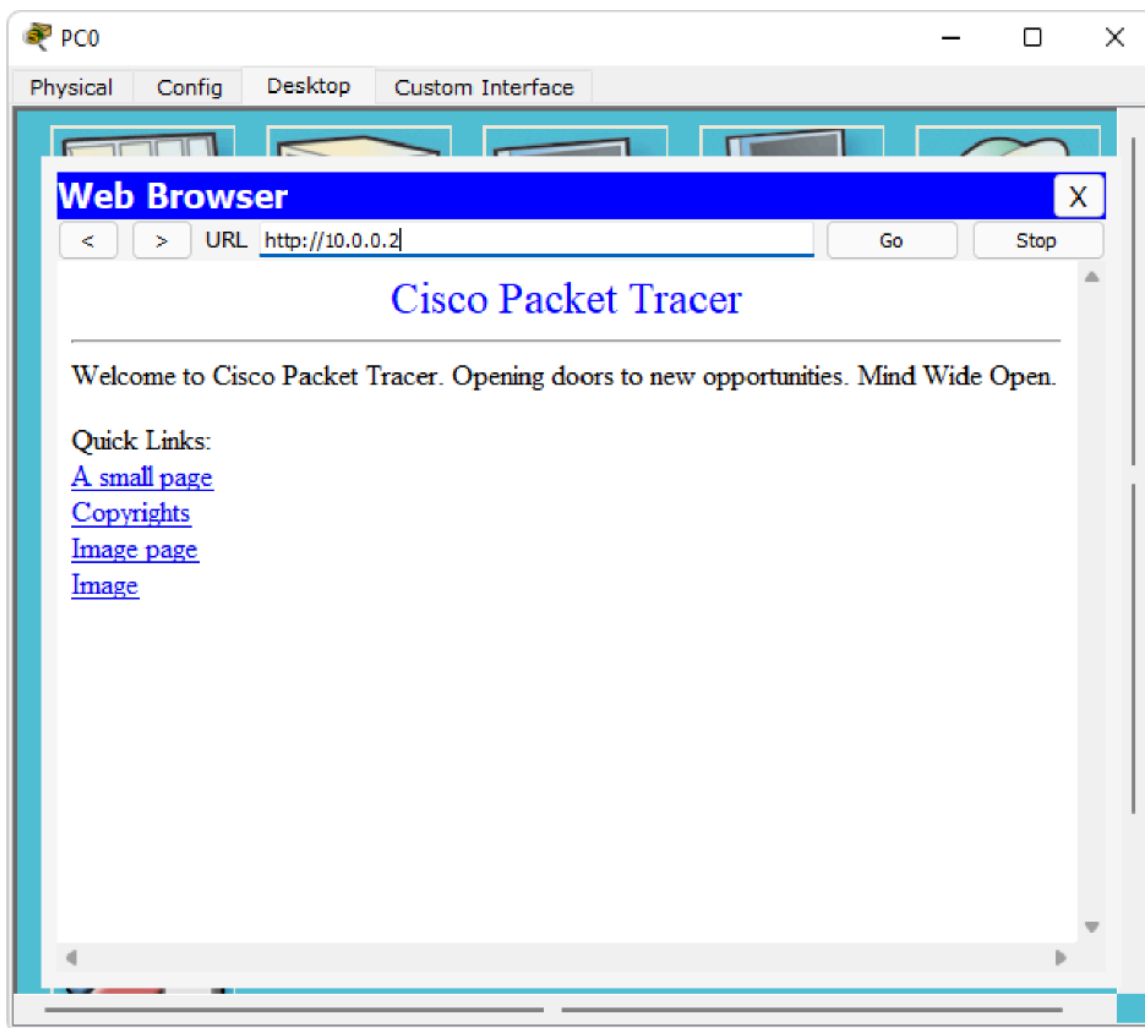 PC0
Physical Config Desktop Custom Interface
Web Browser X
< > URL http://10.0.0.2 Go Stop
Cisco Packet Tracer
Welcome to Cisco Packet Tracer. Opening doors to new opportunities. Mind Wide Open.
Quick Links:
A small page
Copyrights
Image page
Image